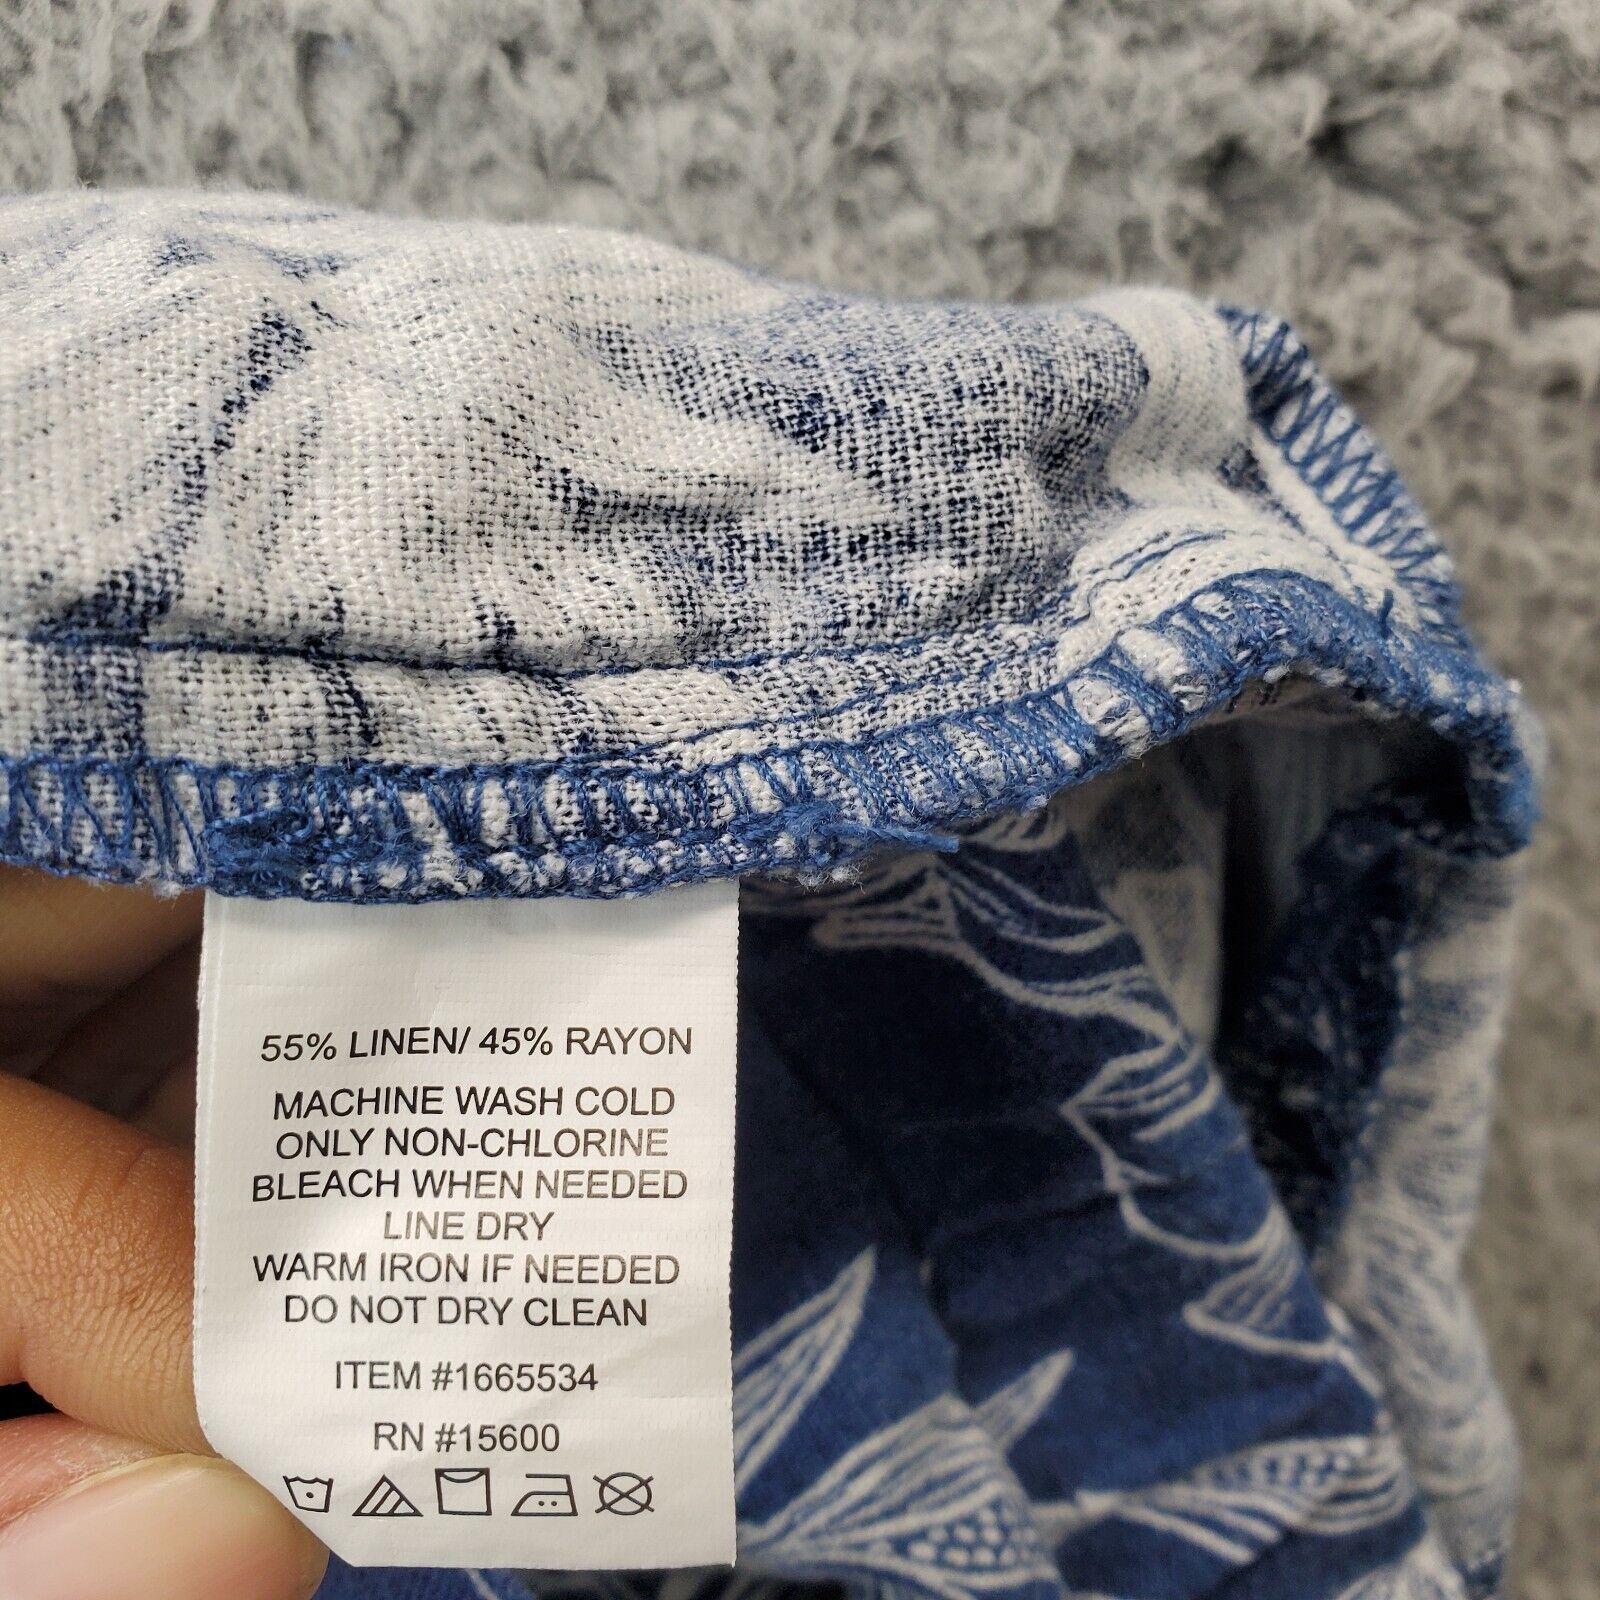 55% LINEN/ 45% RAYON
MACHINE WASH COLD
ONLY NON-CHLORINE
BLEACH WHEN NEEDED
LINE DRY
WARM IRON IF NEEDED
DO NOT DRY CLEAN
ITEM #1665534
RN #15600